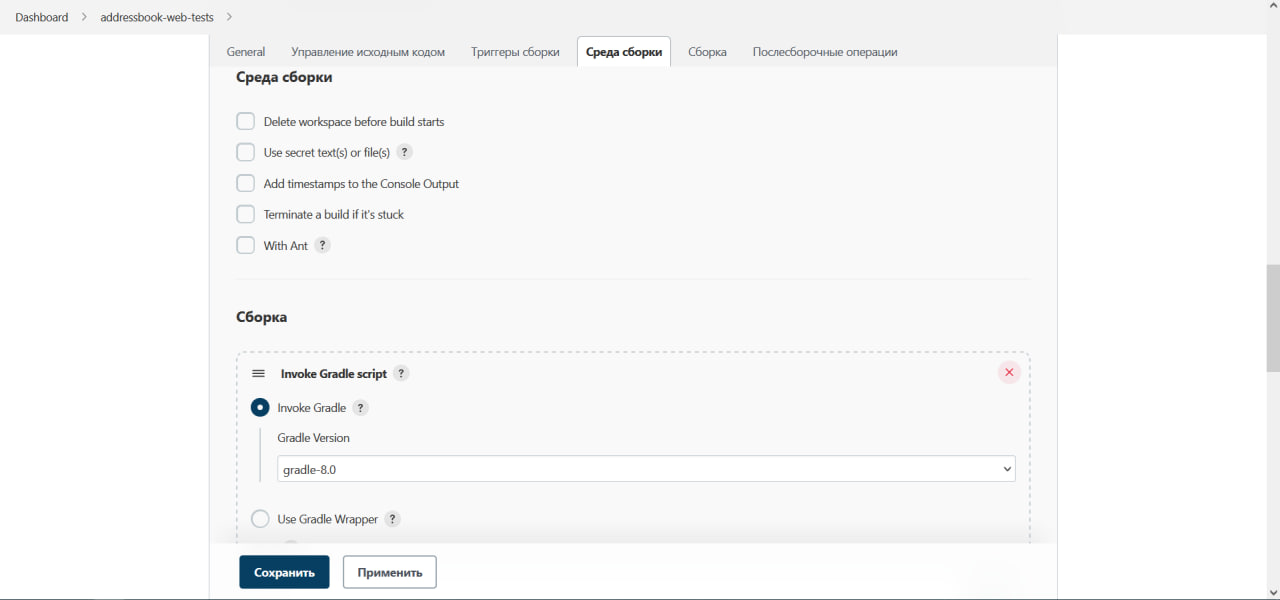 Dashboard > addressbook-web-tests >
General Управление исходным кодом Триггеры сборки Среда сборки Сборка Послесборочные операции
Среда сборки
Delete workspace before build starts
Use secret text(s) or file(s) ?
Add timestamps to the Console Output
Terminate a build if it's stuck
With Ant ?
Сборка
Invoke Gradle script ?
Invoke Gradle ?
Gradle Version
gradle-8.0
Use Gradle Wrapper ?
Сохранить Применить